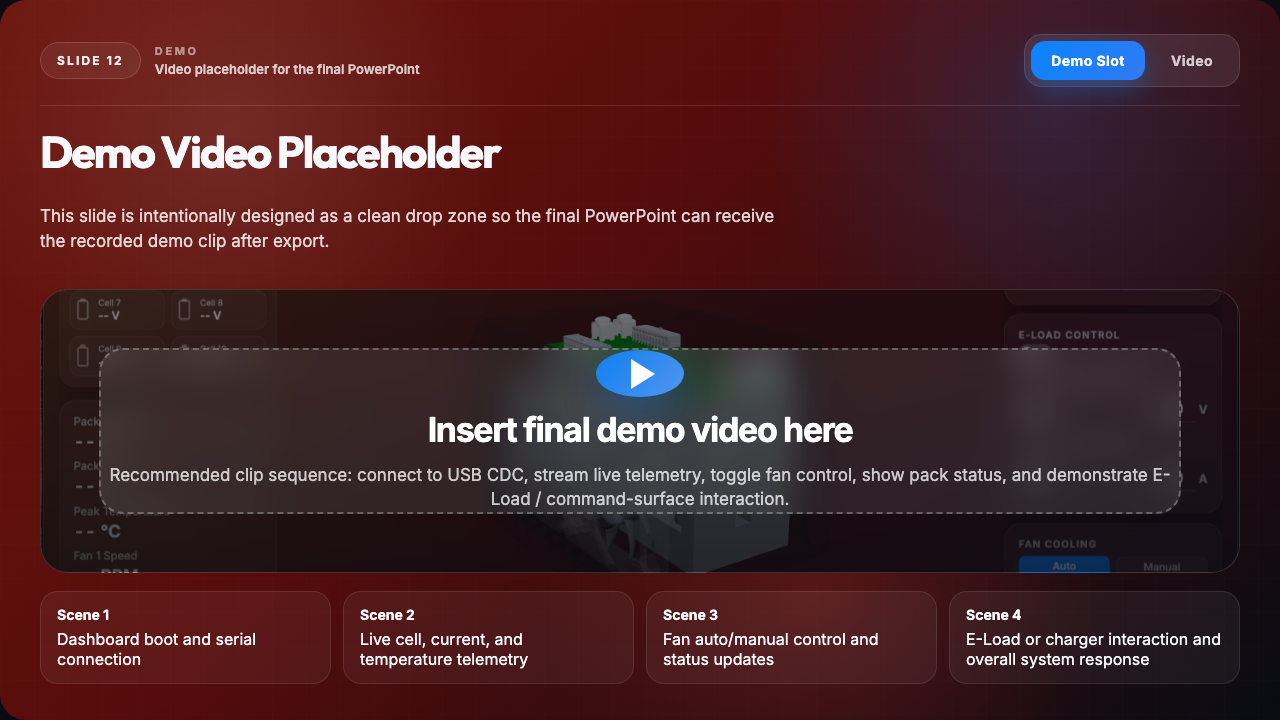 SLIDE 12
DEMO
Video placeholder for the final PowerPoint
Demo Slot
Video
Demo Video Placeholder
This slide is intentionally designed as a clean drop zone so the final PowerPoint can receive
the recorded demo clip after export.
Cell 7
-- V
Cell 8
-- V
E-LOAD CONTROL
Insert final demo video here
Recommended clip sequence: connect to USB CDC, stream live telemetry, toggle fan control, show pack status, and demonstrate E-
Load / command-surface interaction.
Pack
--
Pack
--
Peak Temperature
-- °C
Fan 1 Speed
-- RPM
V
A
FAN COOLING
Auto
Manual
Scene 1
Dashboard boot and serial
connection
Scene 2
Live cell, current, and
temperature telemetry
Scene 3
Fan auto/manual control and
status updates
Scene 4
E-Load or charger interaction and
overall system response